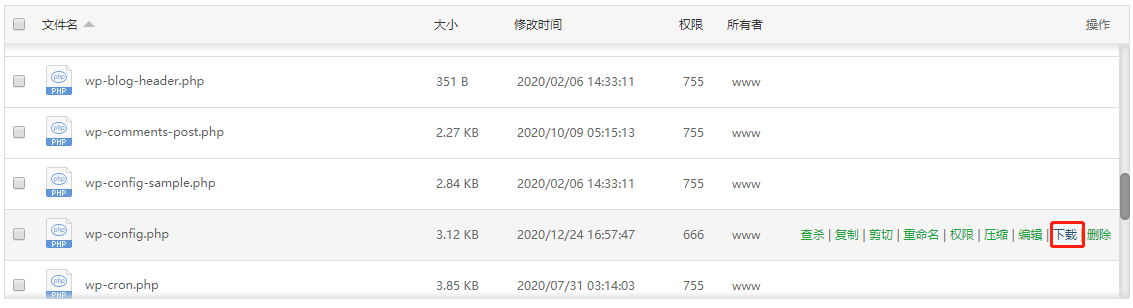 文件名 大小 修改时间 权限 所有者 操作
php PHP wp-blog-header.php 351 B 2020/02/06 14:33:11 755 www
php PHP wp-comments-post.php 2.27 KB 2020/10/09 05:15:13 755 www
php PHP wp-config-sample.php 2.84 KB 2020/02/06 14:33:11 755 www
php PHP wp-config.php 3.12 KB 2020/12/24 16:57:47 666 www 查杀 | 复制 | 剪切 | 重命名 | 权限 | 压缩 | 编辑 | 下载 | 删除
php PHP wp-cron.php 3.85 KB 2020/07/31 03:14:03 755 www